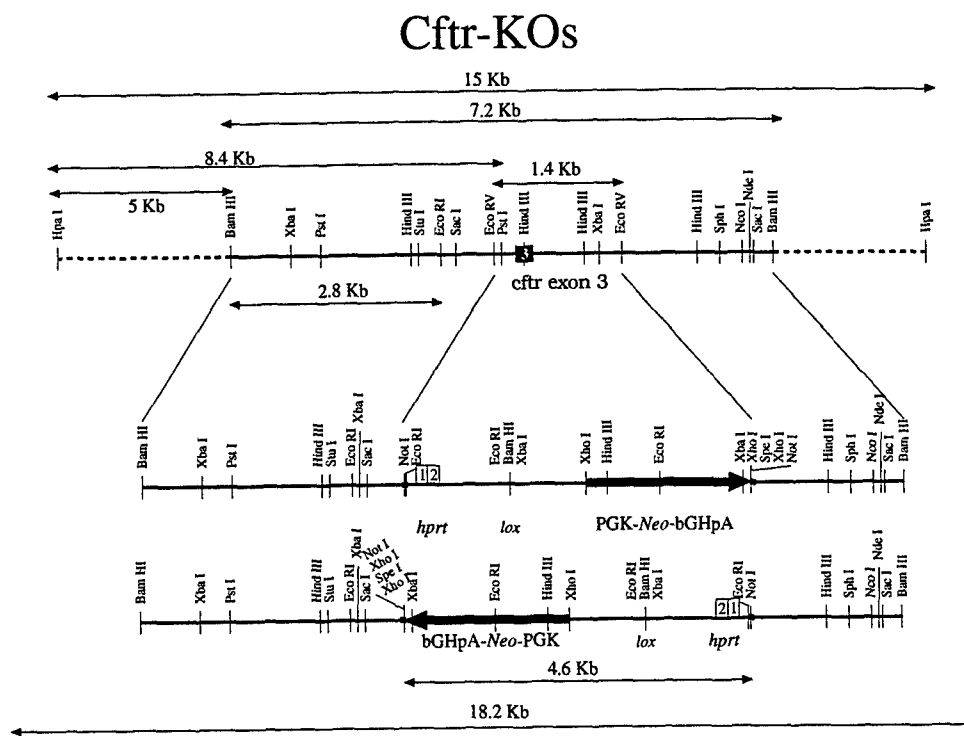 Cftr-KOs
15 Kb
7.2 Kb
8.4 Kb
1.4 Kb
5 Kb
Hpa I
Bam HI
Xba I
Pst I
Hind III
Stu I
Eco RI
Sac I
Eco RV
Pst I
Hind III
Hind III
Xba I
Eco RV
Hind III
Sph I
Nco I
Nde I
Sac I
Bam HI
Hpa I
3
cftr exon 3
2.8 Kb
Bam HI
Xba I
Pst I
Hind III
Stu I
Eco RI
Xba I
Sac I
Not I
Eco RI
1 2
Eco RI
Bam HI
Xba I
Xho I
Hind III
Eco RI
Xba I
Xho I
Spe I
Xho I
Not I
Hind III
Sph I
Nco I
Nde I
Sac I
Bam HI
hprt
lox
PGK-Neo-bGHpA
Bam HI
Xba I
Pst I
Hind III
Stu I
Eco RI
Xba I
Sac I
Not I
Xho I
Spe I
Xho I
Xba I
Eco RI
Hind III
Xho I
Eco RI
Bam HI
Xba I
2 1
Eco RI
Not I
Hind III
Sph I
Nco I
Nde I
Sac I
Bam HI
bGHpA-Neo-PGK
lox
hprt
4.6 Kb
18.2 Kb